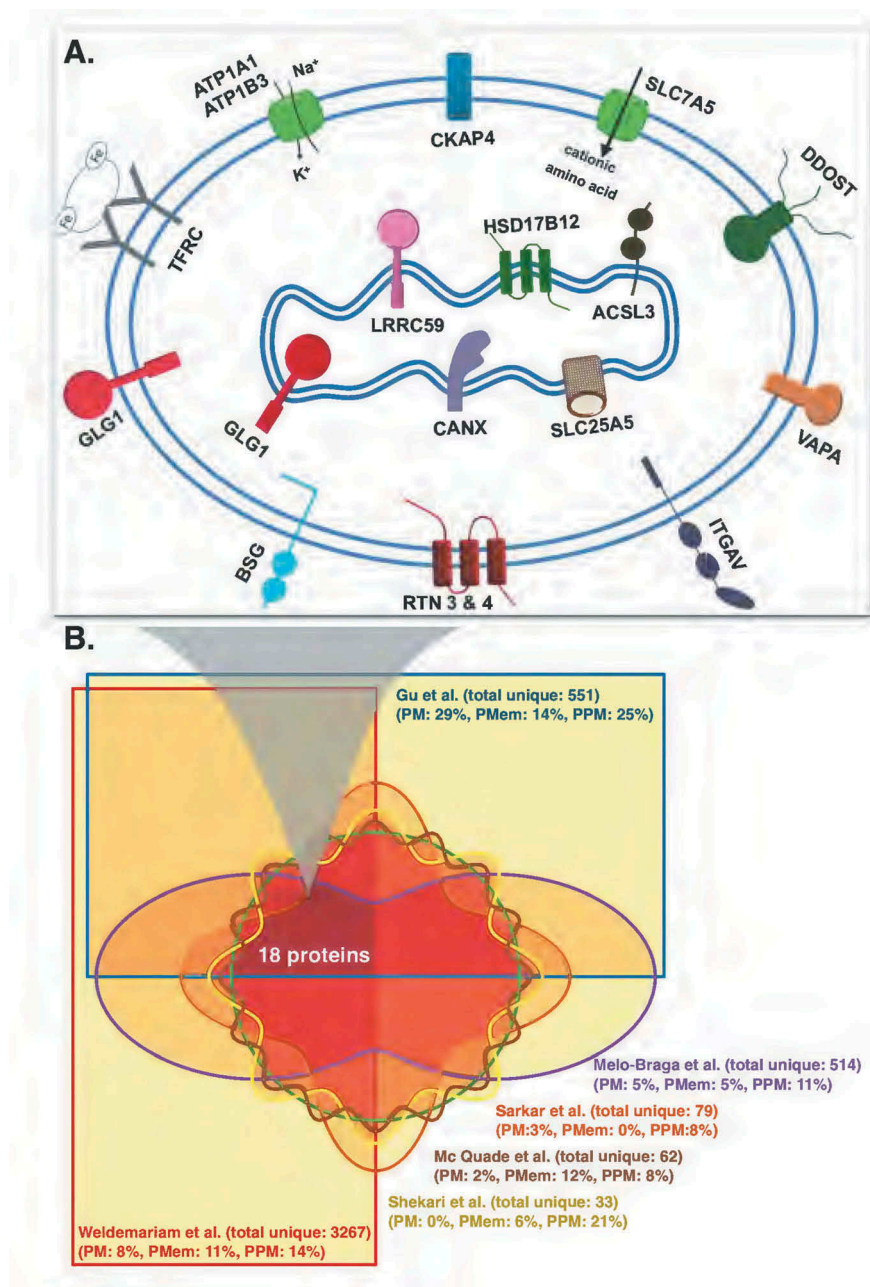 A.
ATP1A1
ATP1B3
Na+
K+
CKAP4
SLC7A5
cationic
amino acid
DDOST
Fe
Fe
TFRC
LRRC59
HSD17B12
ACSL3
GLG1
GLG1
CANX
SLC25A5
VAPA
BSG
RTN 3 & 4
ITGAV
B.
Gu et al. (total unique: 551)
(PM: 29%, PMem: 14%, PPM: 25%)
18 proteins
Melo-Braga et al. (total unique: 514)
(PM: 5%, PMem: 5%, PPM: 11%)
Sarkar et al. (total unique: 79)
(PM:3%, PMem: 0%, PPM:8%)
Mc Quade et al. (total unique: 62)
(PM: 2%, PMem: 12%, PPM: 8%)
Shekari et al. (total unique: 33)
(PM: 0%, PMem: 6%, PPM: 21%)
Weldemariam et al. (total unique: 3267)
(PM: 8%, PMem: 11%, PPM: 14%)